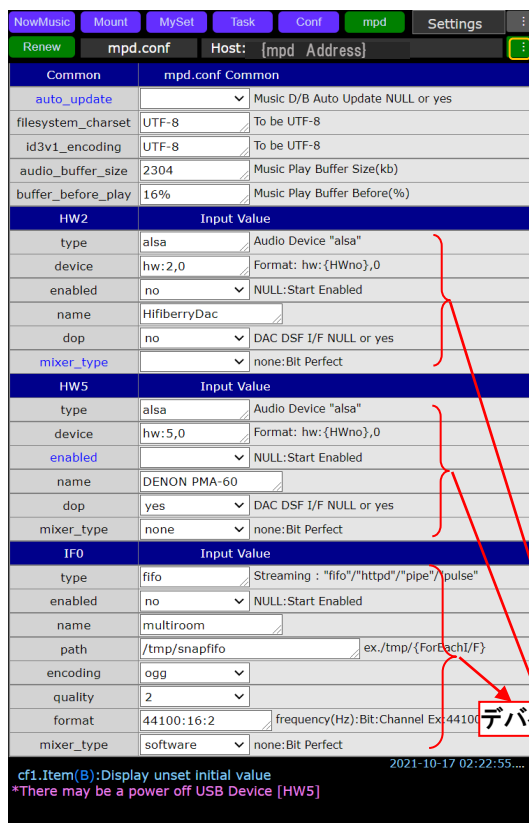 NowMusic Mount MySet Task Conf mpd Settings
Renew mpd.conf Host: {mpd Address}
Common mpd.conf Common
auto_update Music D/B Auto Update NULL or yes
filesystem_charset UTF-8 To be UTF-8
id3v1_encoding UTF-8 To be UTF-8
audio_buffer_size 2304 Music Play Buffer Size(kb)
buffer_before_play 16% Music Play Buffer Before(%)
HW2 Input Value
type alsa Audio Device "alsa"
device hw:2,0 Format: hw:{HWno},0
enabled no NULL:Start Enabled
name HifiberryDac
dop no DAC DSF I/F NULL or yes
mixer_type none:Bit Perfect
HW5 Input Value
type alsa Audio Device "alsa"
device hw:5,0 Format: hw:{HWno},0
enabled NULL:Start Enabled
name DENON PMA-60
dop yes DAC DSF I/F NULL or yes
mixer_type none none:Bit Perfect
IF0 Input Value
type fifo Streaming : "fifo"/"httpd"/"pipe"/"pulse"
enabled no NULL:Start Enabled
name multiroom
path /tmp/snapfifo ex./tmp/{ForEachI/F}
encoding ogg
quality 2
format 44100:16:2 frequency(Hz):Bit:Channel Ex:44100
デバ
mixer_type software none:Bit Perfect
2021-10-17 02:22:55....
cf1.Item(B):Display unset initial value
*There may be a power off USB Device [HW5]